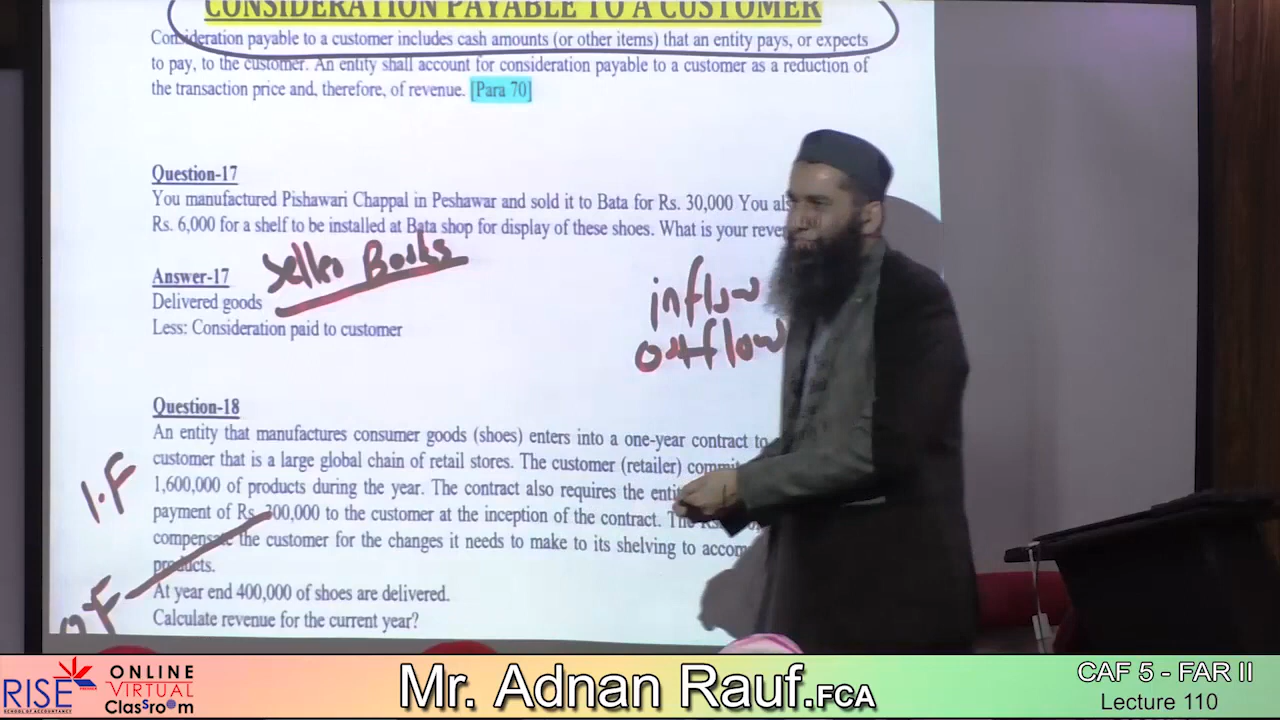 CONSIDERATION PAYABLE TO A CUSTOMER
Consideration payable to a customer includes cash amounts (or other items) that an entity pays, or expects
to pay, to the customer. An entity shall account for consideration payable to a customer as a reduction of
the transaction price and, therefore, of revenue. [Para 70]
Question-17
You manufactured Pishawari Chappal in Peshawar and sold it to Bata for Rs. 30,000 You
Rs. 6,000 for a shelf to be installed at Bata shop for display of these shoes. What is your
Answer-17
Seller Books
Delivered goods
Less: Consideration paid to customer
inflow
outflow
Question-18
An entity that manufactures consumer goods (shoes) enters into a one-year contract to
customer that is a large global chain of retail stores. The customer (retailer)
1,600,000 of products during the year. The contract also requires the
payment of Rs. 300,000 to the customer at the inception of the contract.
compensate the customer for the changes it needs to make to its shelving to
products.
At year end 400,000 of shoes are delivered.
Calculate revenue for the current year?
I.F
O.F
RISE
SCHOOL OF ACCOUNTANCY
ONLINE
VIRTUAL
Classroom
Mr. Adnan Rauf.FCA
CAF 5 - FAR II
Lecture 110